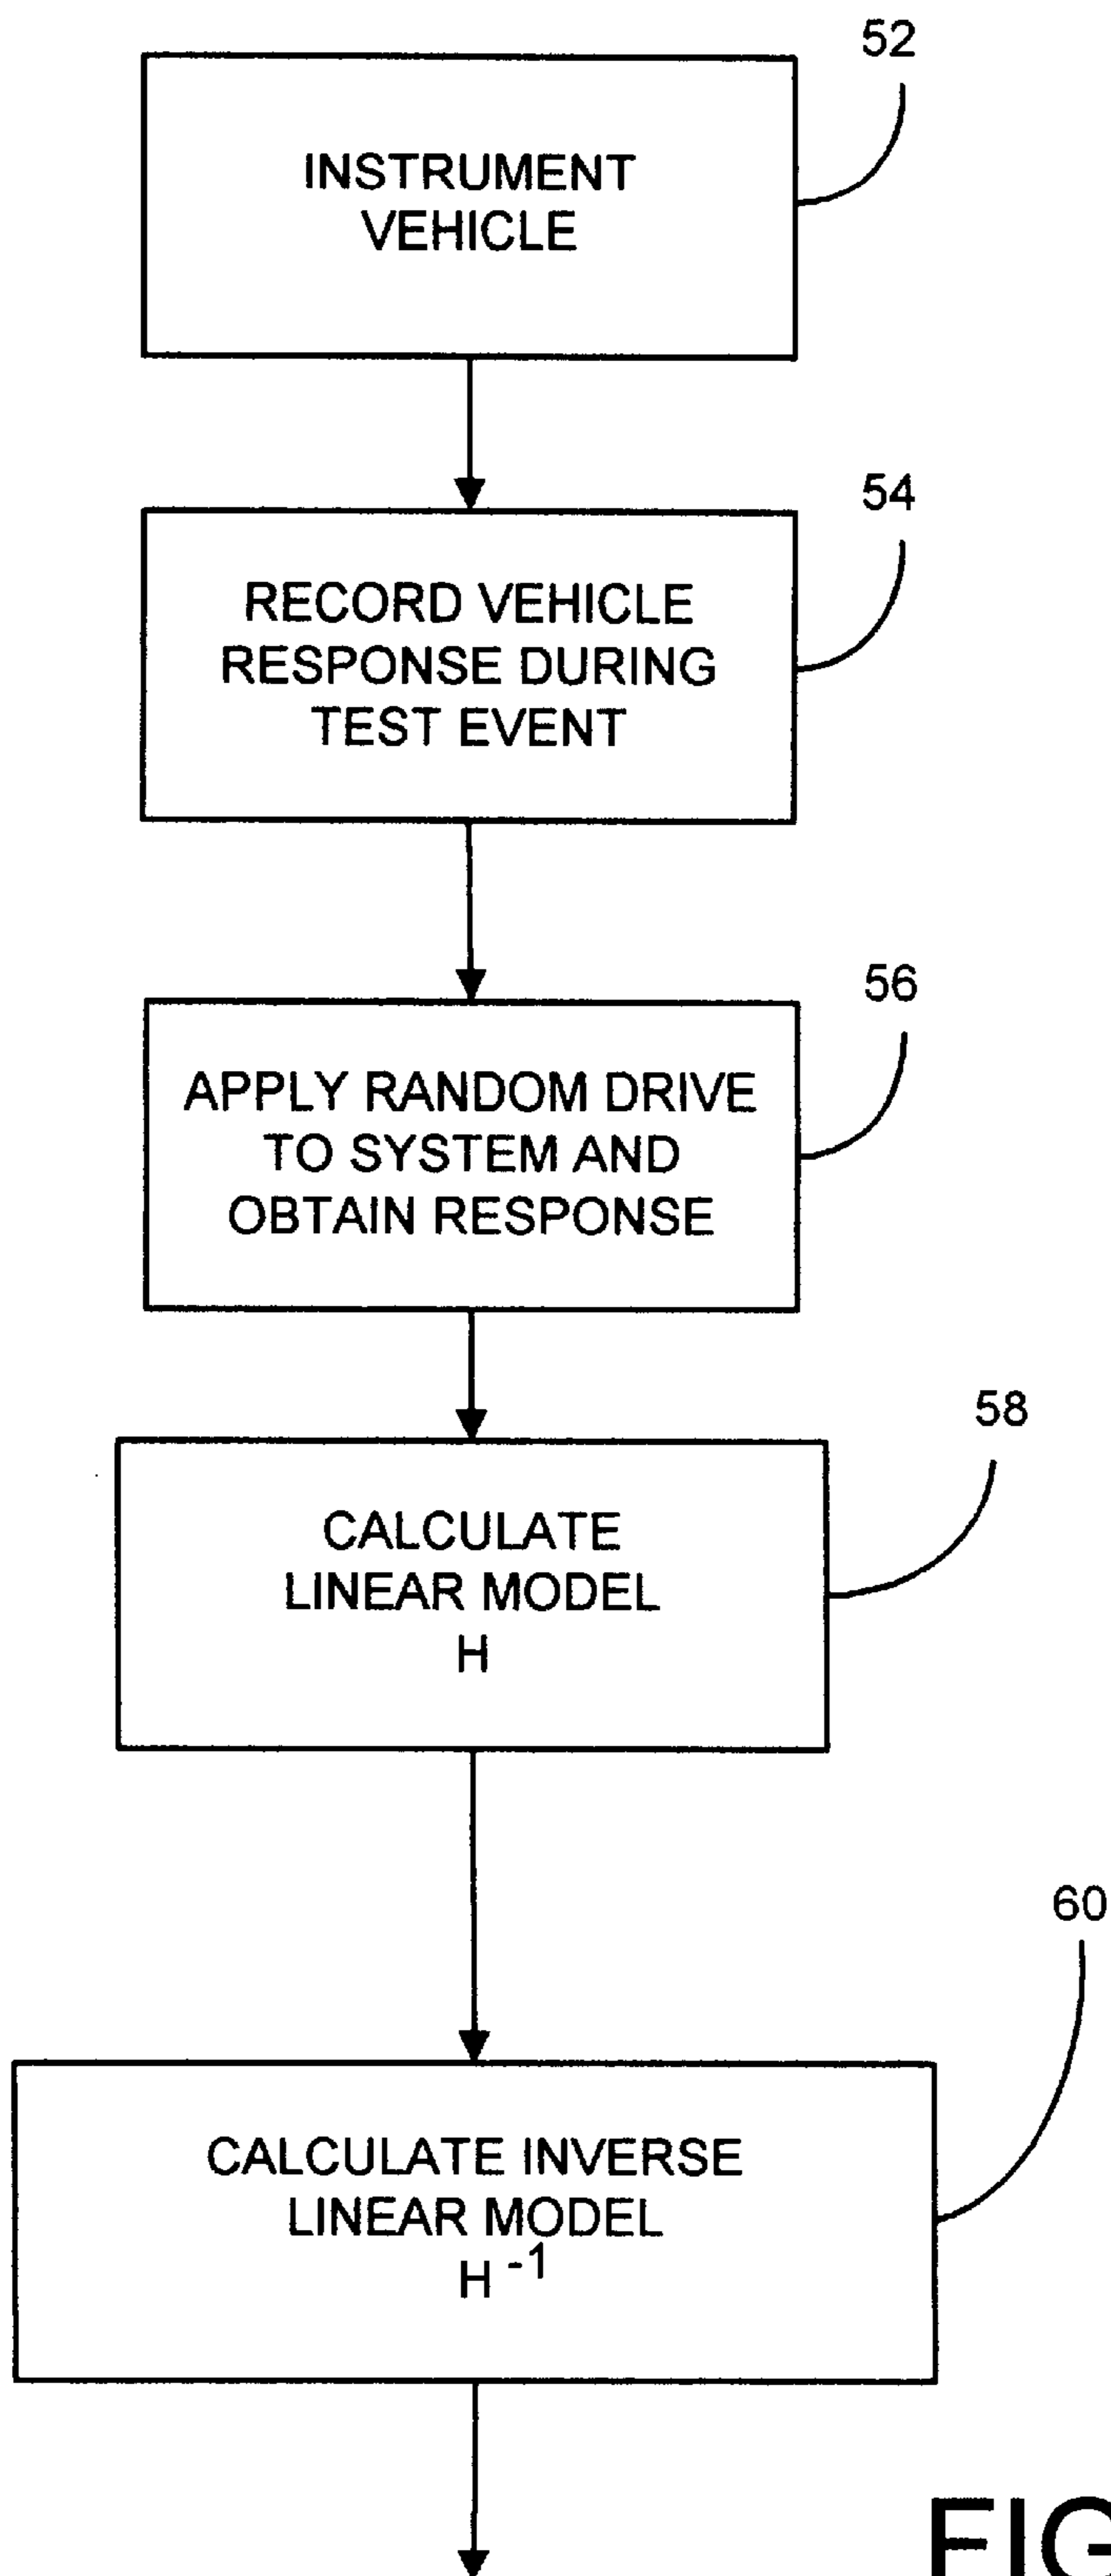 52
INSTRUMENT
VEHICLE
54
RECORD VEHICLE
RESPONSE DURING
TEST EVENT
56
APPLY RANDOM DRIVE
TO SYSTEM AND
OBTAIN RESPONSE
58
CALCULATE
LINEAR MODEL
H
60
CALCULATE INVERSE
LINEAR MODEL
H⁻¹
FIG